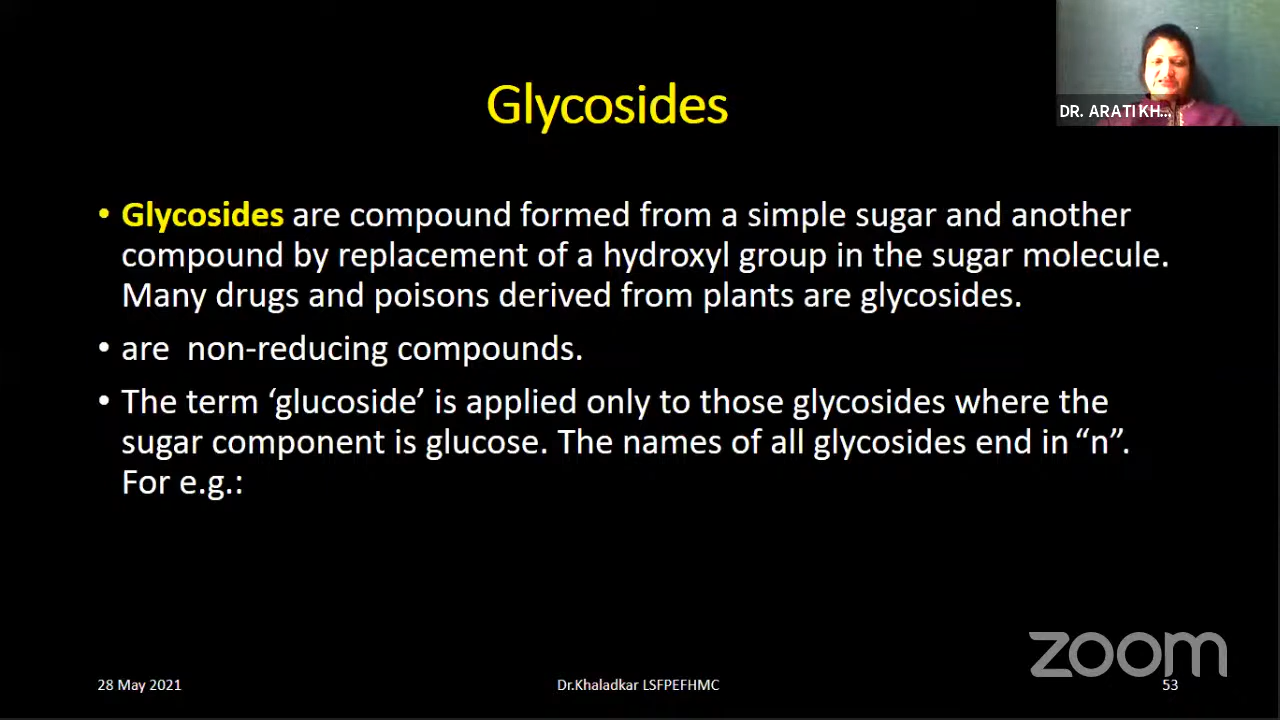 Glycosides
DR. ARATI KH...
• Glycosides are compound formed from a simple sugar and another
compound by replacement of a hydroxyl group in the sugar molecule.
Many drugs and poisons derived from plants are glycosides.
• are non-reducing compounds.
• The term ‘glucoside’ is applied only to those glycosides where the
sugar component is glucose. The names of all glycosides end in “n”.
For e.g.:
zoom
28 May 2021
Dr.Khaladkar LSFPEFHMC
53